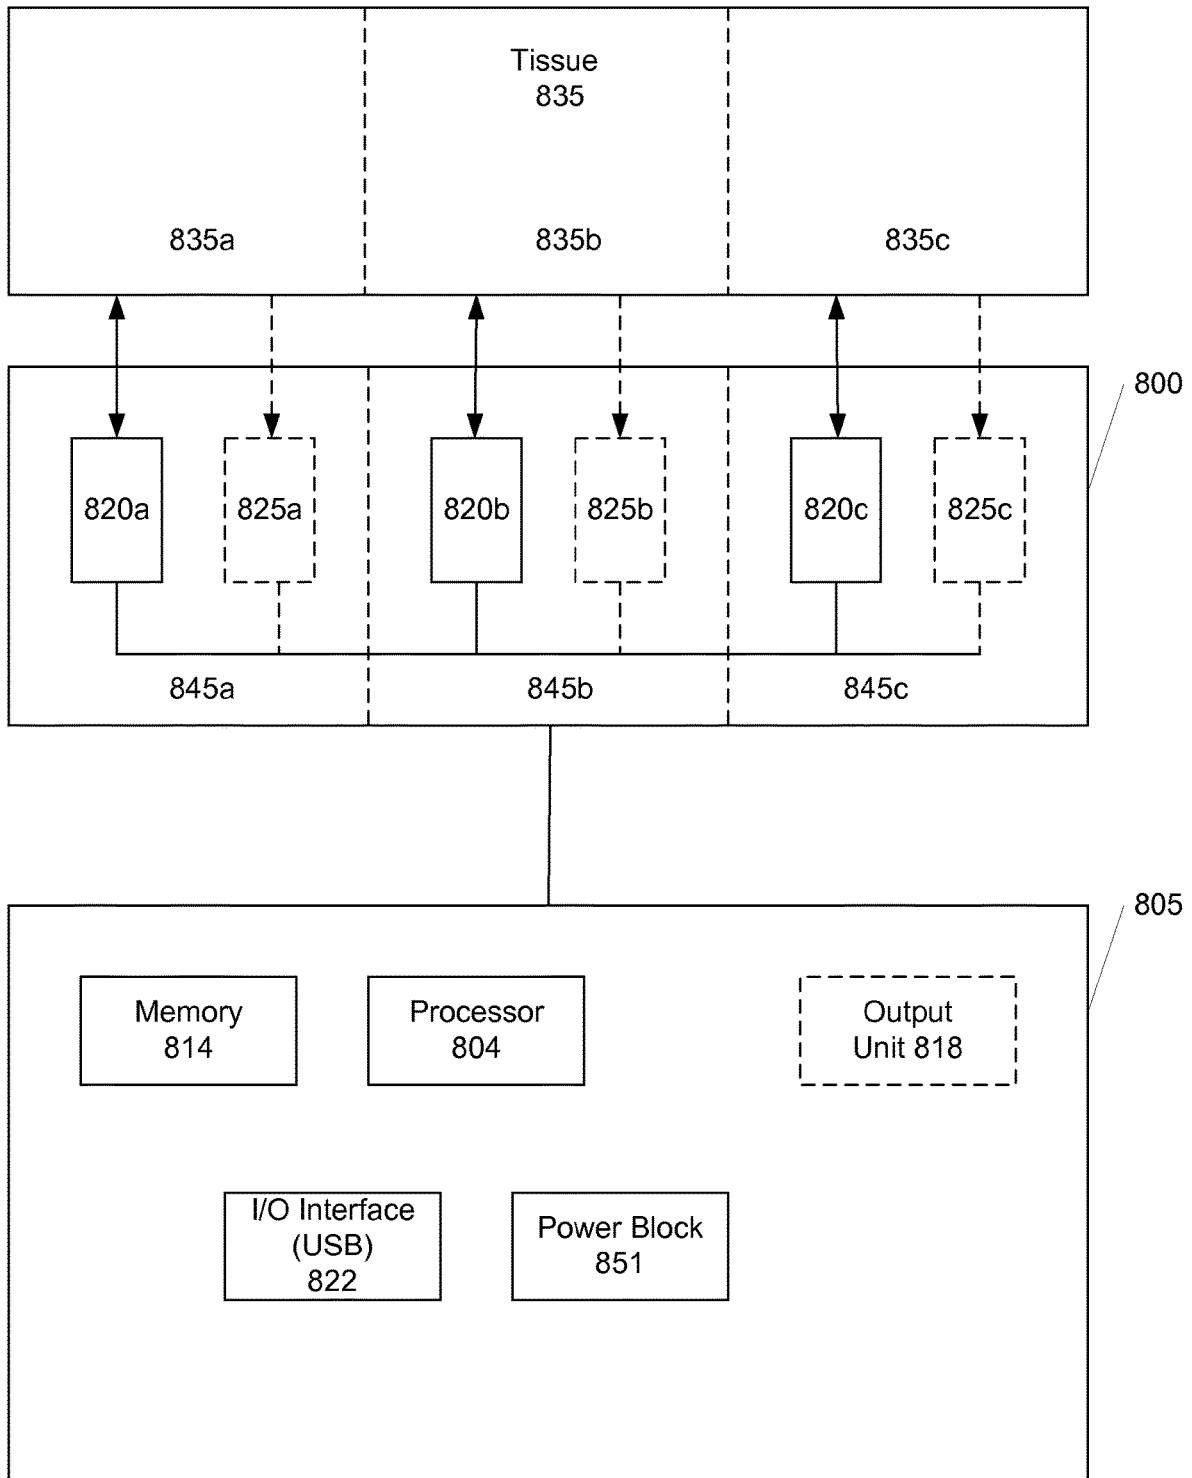 Tissue
835
835a
835b
835c
800
820a
825a
820b
825b
820c
825c
845a
845b
845c
805
Memory
814
Processor
804
Output
Unit 818
I/O Interface
(USB)
822
Power Block
851